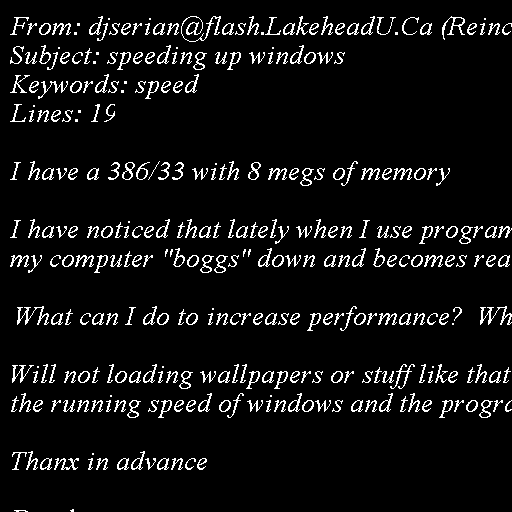 From: djserian@flash.LakeheadU.Ca (Reinc
Subject: speeding up windows
Keywords: speed
Lines: 19
I have a 386/33 with 8 megs of memory
I have noticed that lately when I use program
my computer "boggs" down and becomes rea
What can I do to increase performance?  Wh
Will not loading wallpapers or stuff like that
the running speed of windows and the progra
Thanx in advance